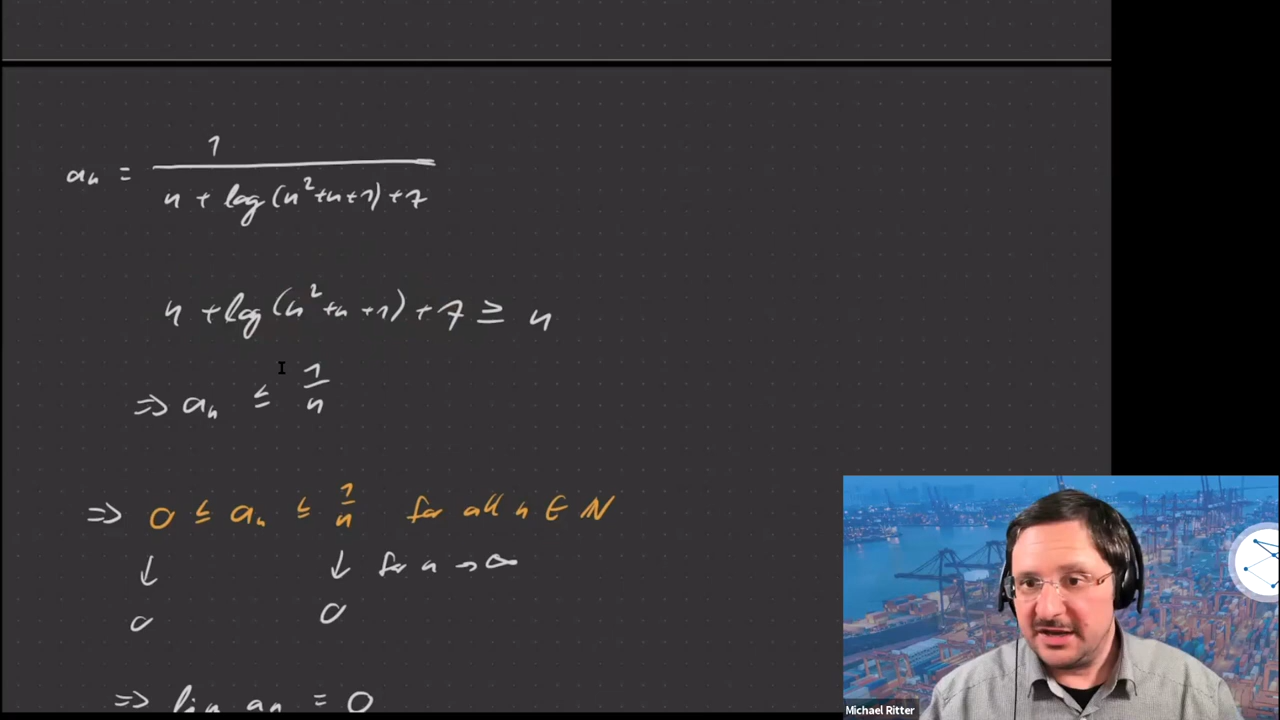 1
aₙ = ―――――――――――
n + log(n²+n+1)+7
n + log(n²+n+1)+7 ≥ n
⇒ aₙ ≤ 1/n
⇒ 0 ≤ aₙ ≤ 1/n for all n ∈ N
↓ ↓ for n → ∞
0 0
⇒ lim aₙ = 0
Michael Ritter